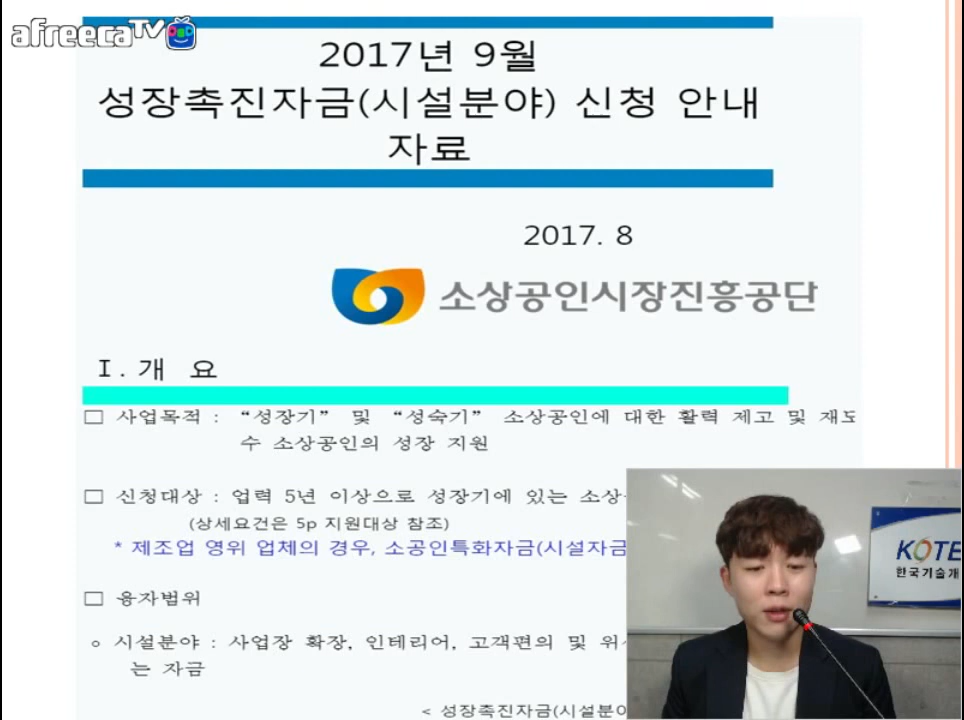 afreecaTV
2017년 9월
성장촉진자금(시설분야) 신청 안내
자료
2017. 8
소상공인시장진흥공단
I. 개 요
□ 사업목적 : “성장기” 및 “성숙기” 소상공인에 대한 활력 제고 및 재도
수 소상공인의 성장 지원
□ 신청대상 : 업력 5년 이상으로 성장기에 있는 소상
(상세요건은 5p 지원대상 참조)
* 제조업 영위 업체의 경우, 소공인특화자금(시설자금
□ 융자범위
○ 시설분야 : 사업장 확장, 인테리어, 고객편의 및 위
는 자금
< 성장촉진자금(시설분야
KOTE
한국기술개